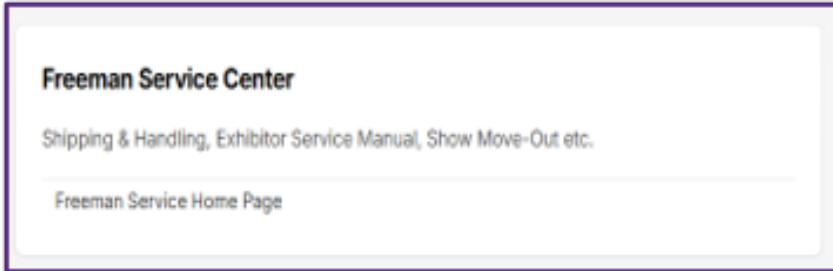 Freeman Service Center
Shipping & Handling, Exhibitor Service Manual, Show Move-Out etc.
Freeman Service Home Page